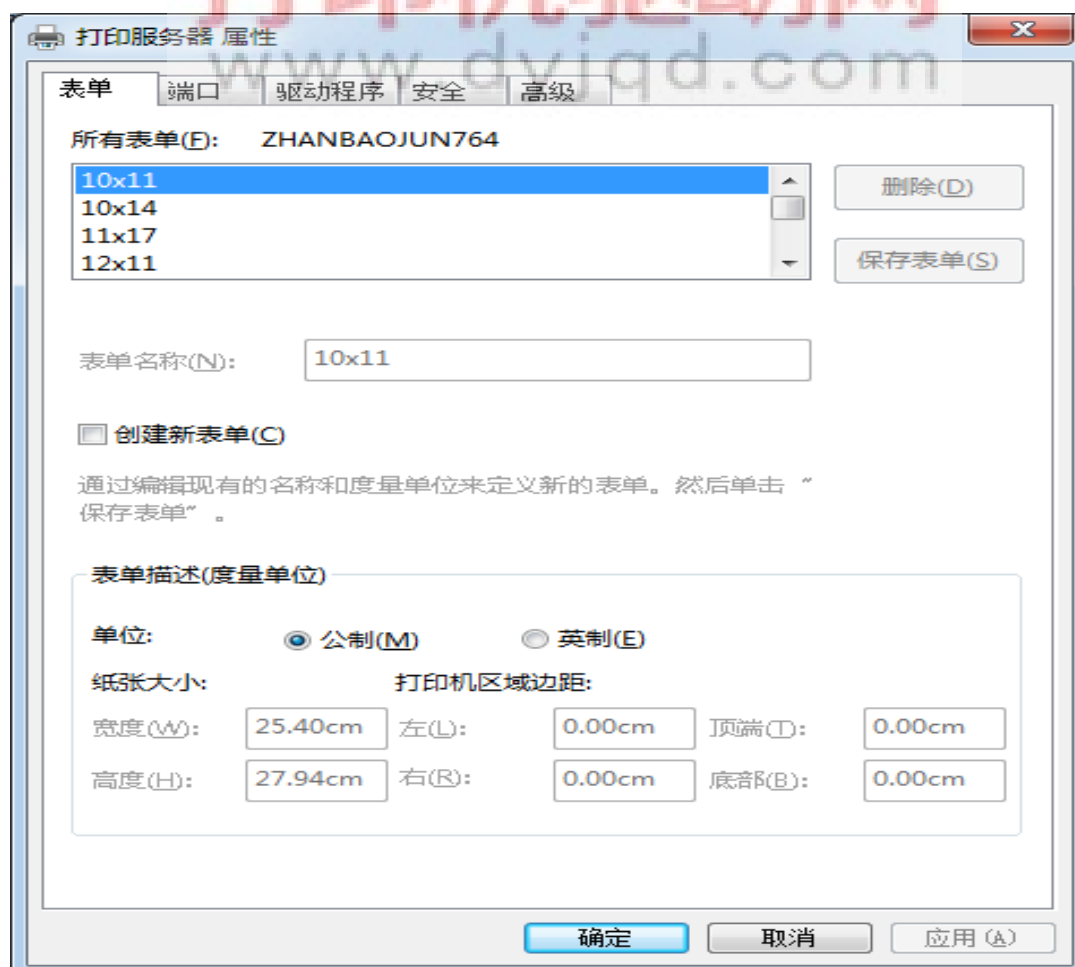 打印机驱动网
打印服务器 属性
www.dyjqd.com
表单 端口 驱动程序 安全 高级
所有表单(F): ZHANBAOJUN764
10x11
删除(D)
10x14
11x17
12x11
保存表单(S)
表单名称(N): 10x11
创建新表单(C)
通过编辑现有的名称和度量单位来定义新的表单。然后单击“
保存表单”。
表单描述(度量单位)
单位: 公制(M) 英制(E)
纸张大小: 打印机区域边距:
宽度(W): 25.40cm 左(L): 0.00cm 顶端(T): 0.00cm
高度(H): 27.94cm 右(R): 0.00cm 底部(B): 0.00cm
确定 取消 应用(A)